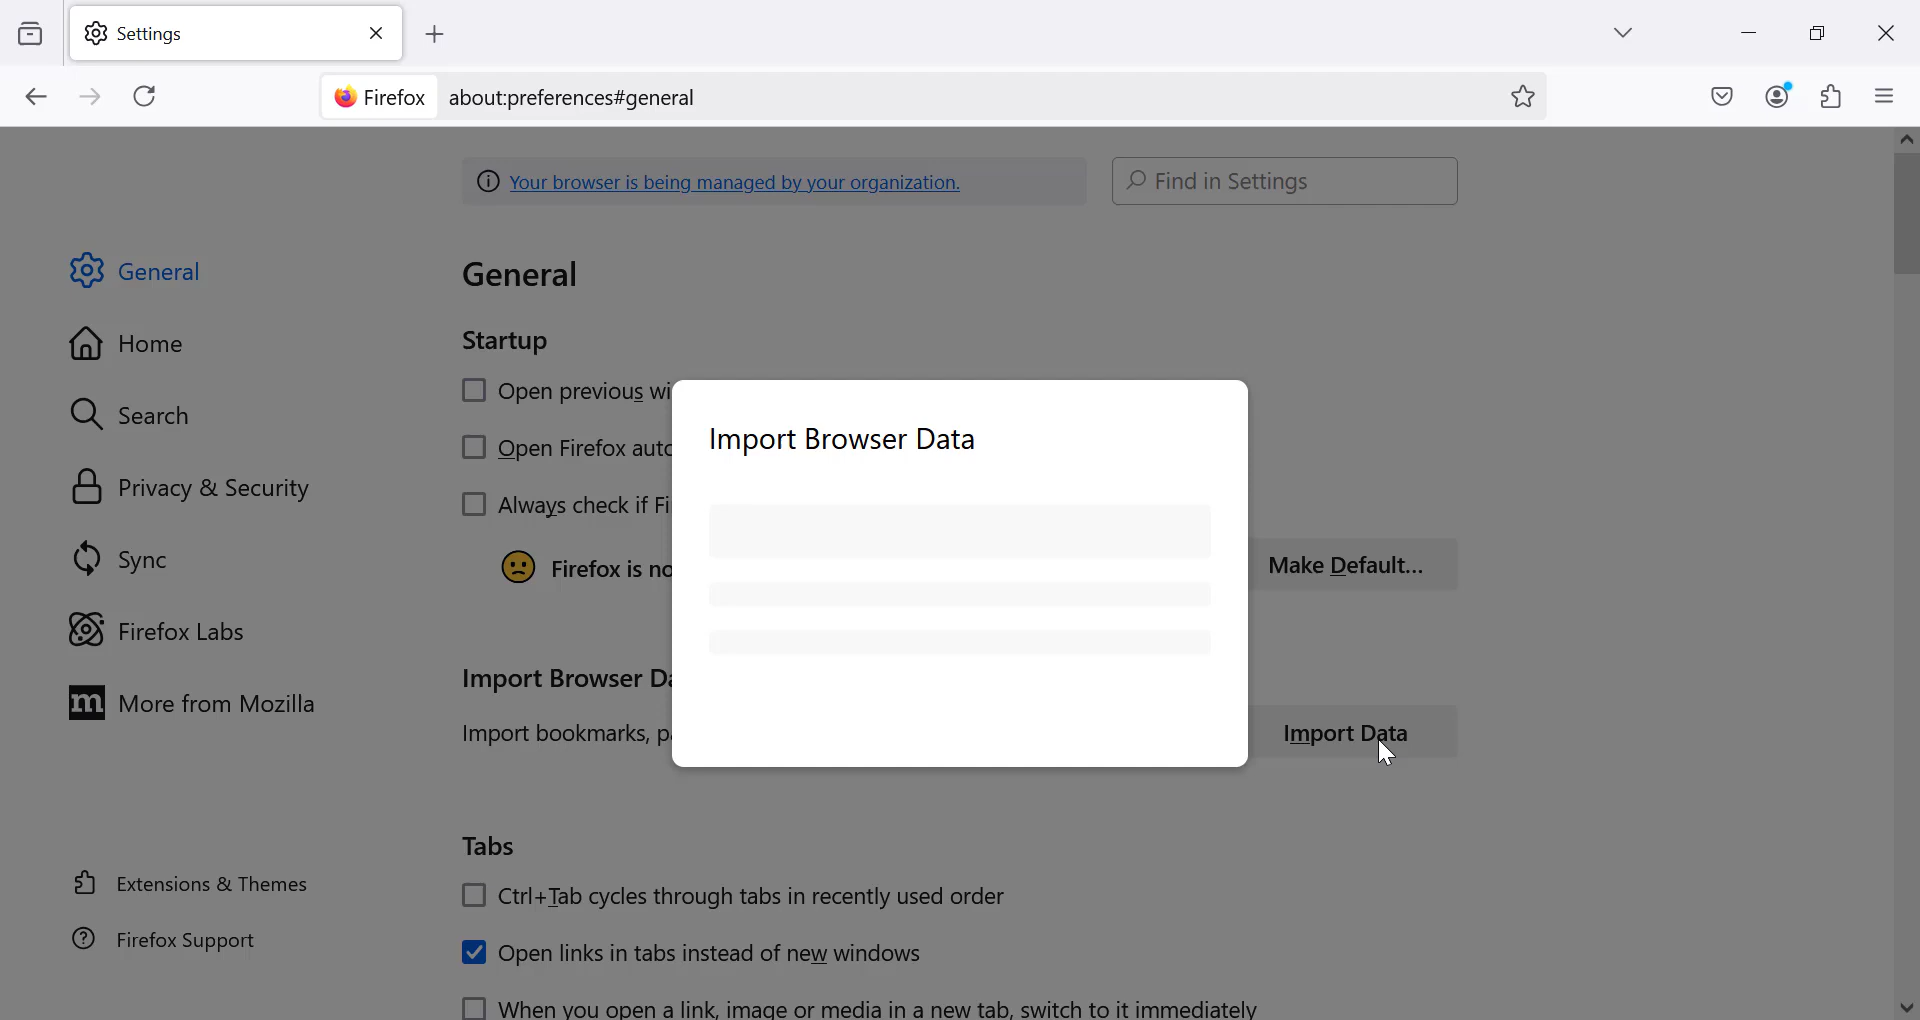 Settings
Firefox about:preferences#general
Your browser is being managed by your organization.
Find in Settings
General
Home
Search
Privacy & Security
Sync
Firefox Labs
More from Mozilla
Extensions & Themes
Firefox Support
General
Startup
Open previous
Open Firefox
Always check if
Firefox is
Make Default...
Import Browser
Import bookmarks,
Import Data
Import Browser Data
Tabs
Ctrl+Tab cycles through tabs in recently used order
Open links in tabs instead of new windows
When you open a link, image or media in a new tab, switch to it immediately